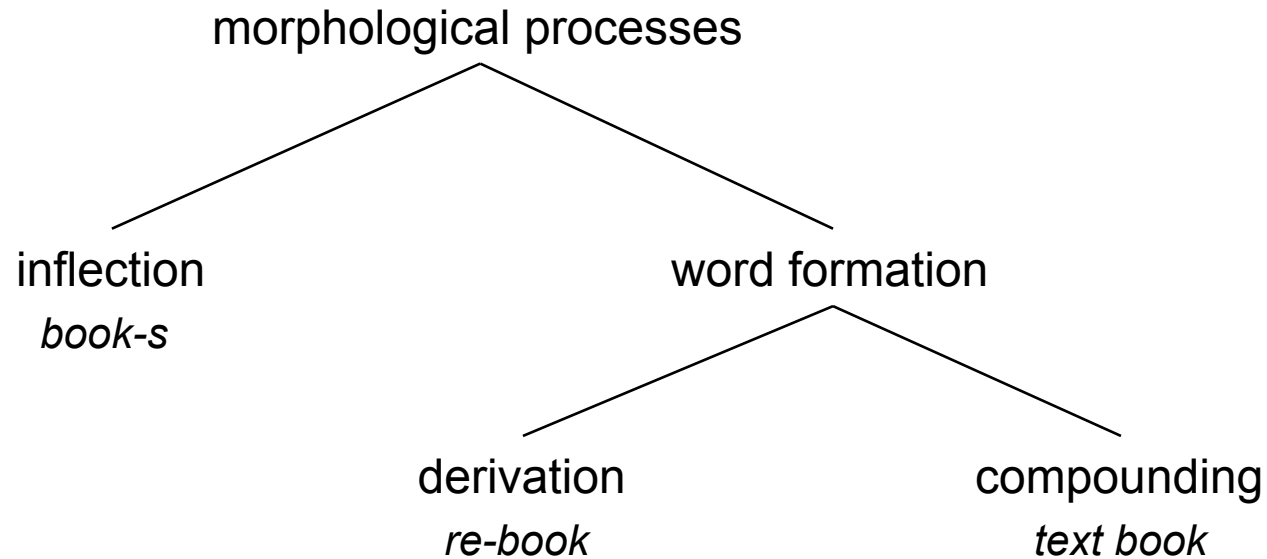 morphological processes
inflection
word formation
book-s
derivation
compounding
re-book
text book